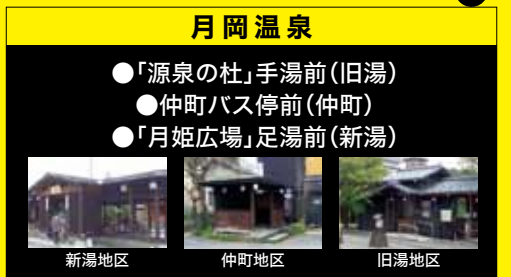 月岡温泉
●「源泉の杜」手湯前(旧湯)
●仲町バス停前(仲町)
●「月姫広場」足湯前(新湯)
新湯地区
仲町地区
旧湯地区